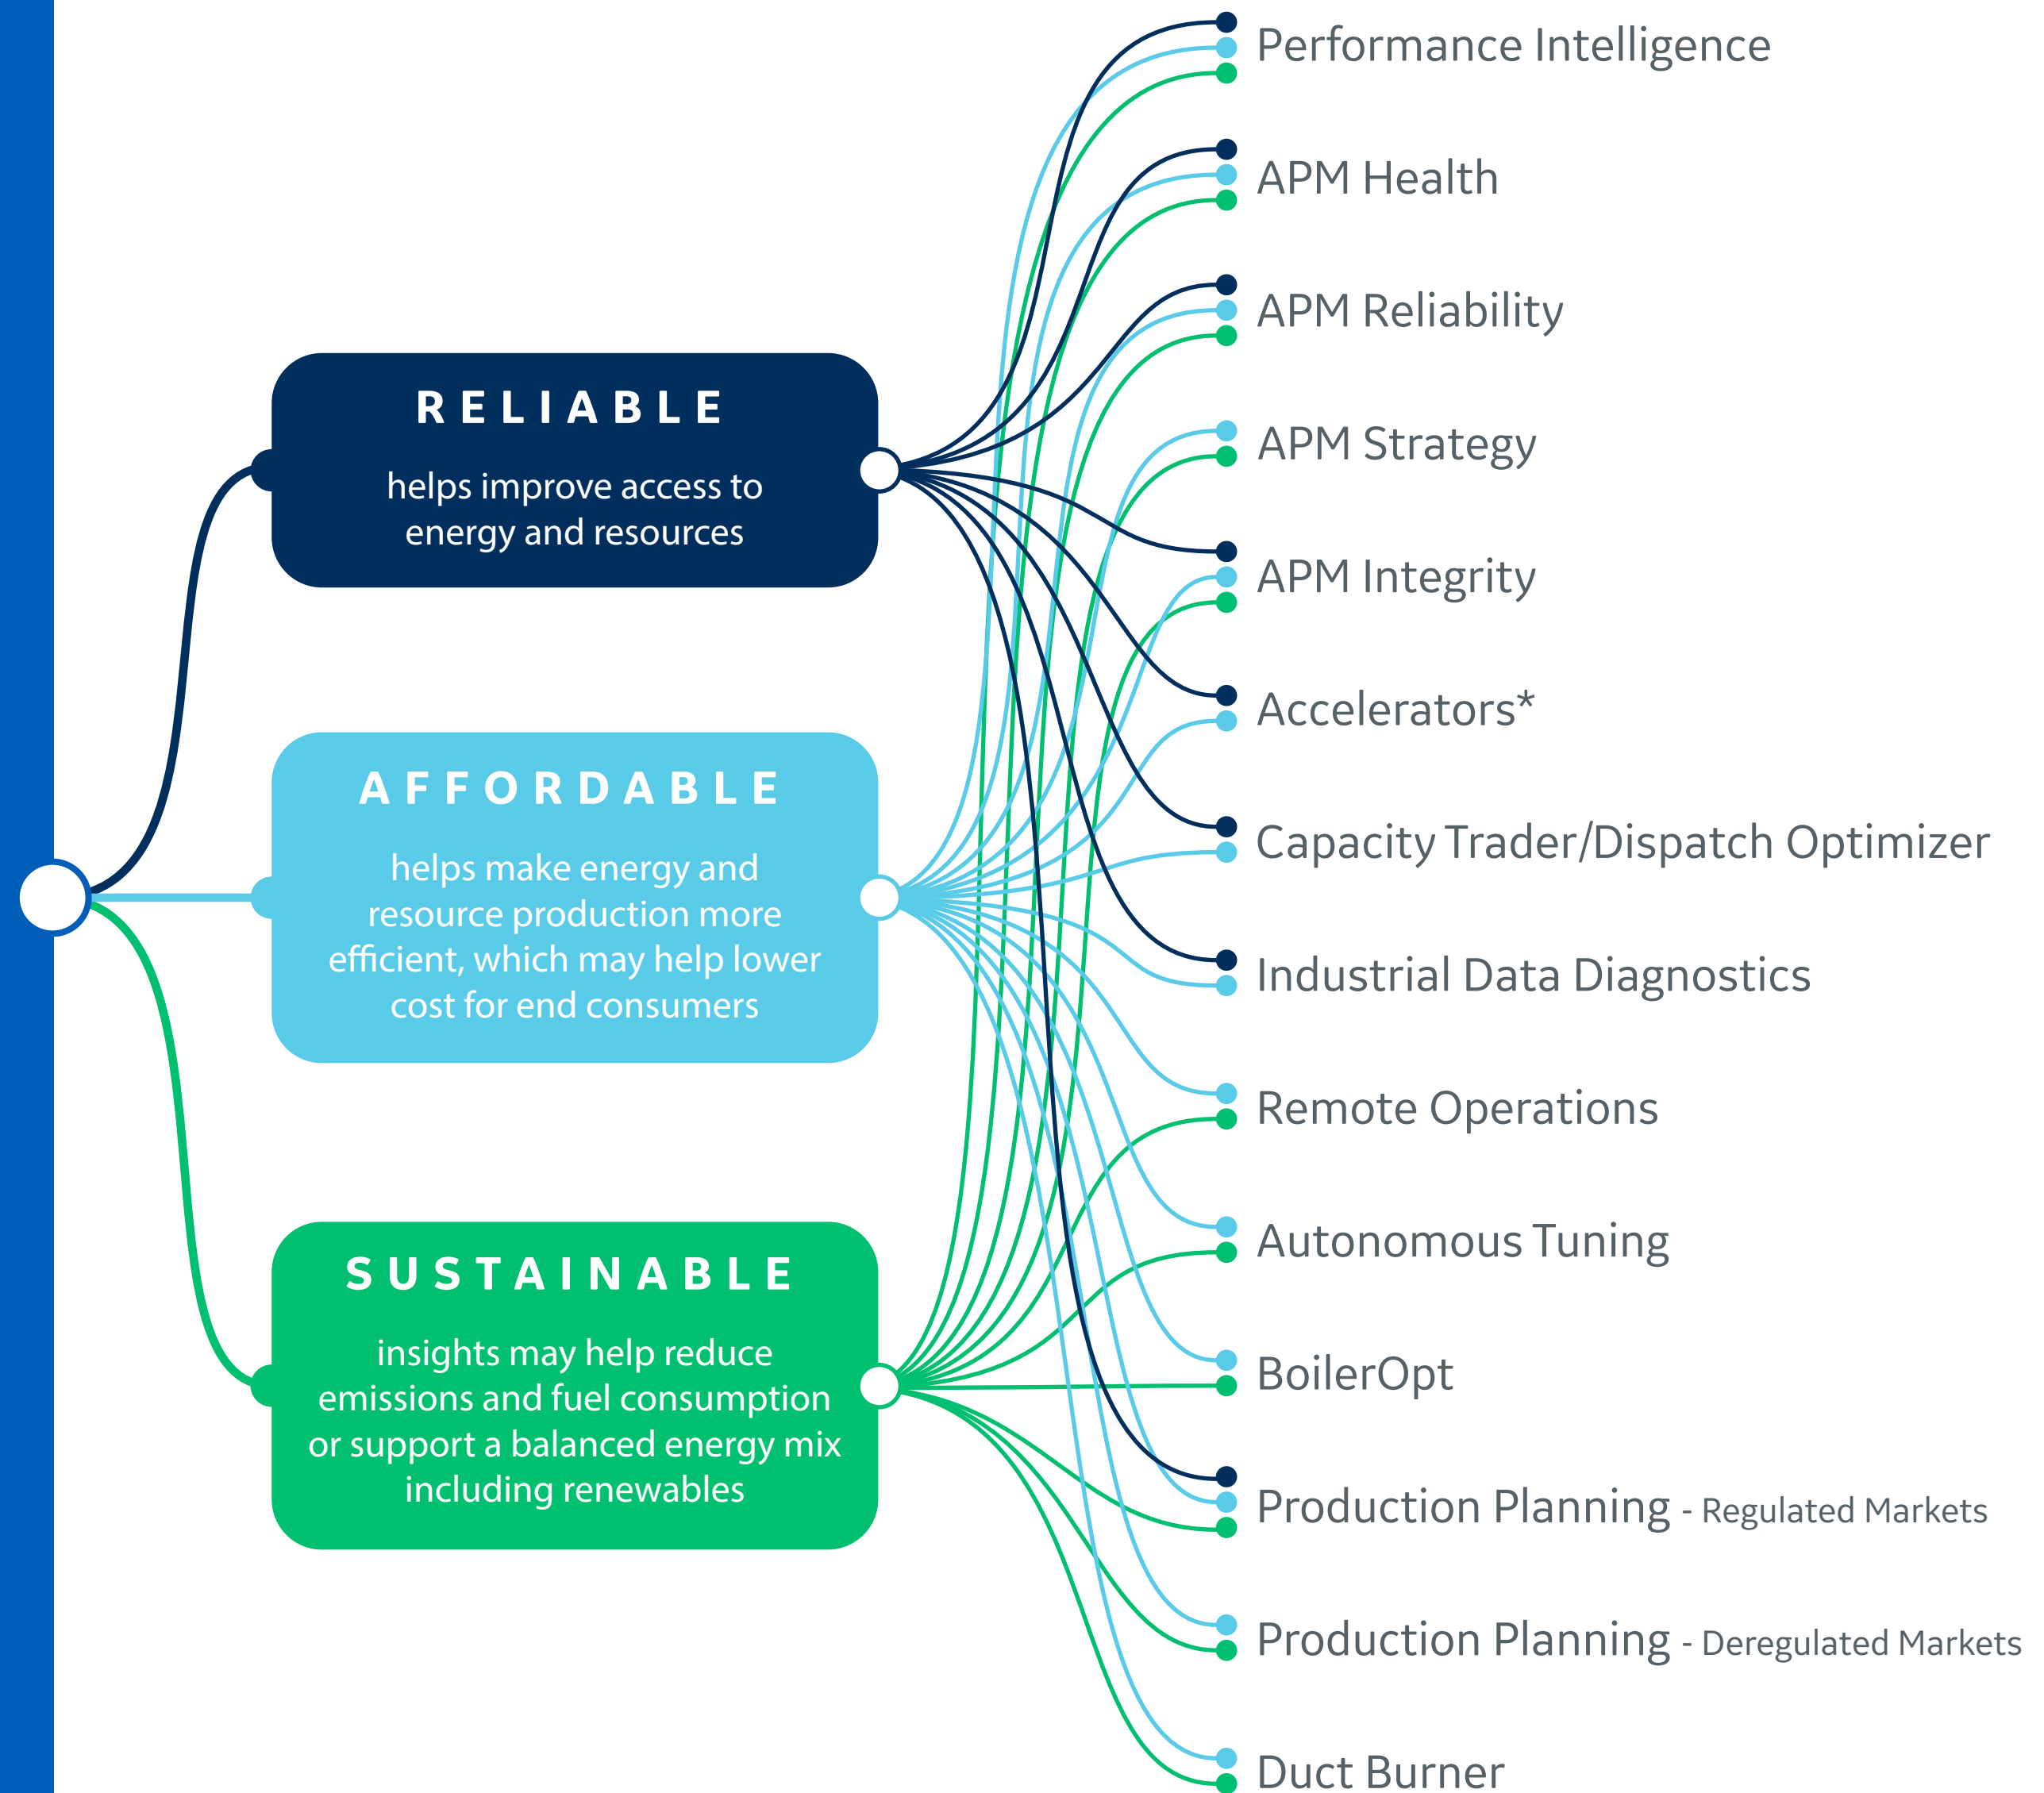 RELIABLE
helps improve access to
energy and resources
AFFORDABLE
helps make energy and
resource production more
efficient, which may help lower
cost for end consumers
SUSTAINABLE
insights may help reduce
emissions and fuel consumption
or support a balanced energy mix
including renewables
Performance Intelligence
APM Health
APM Reliability
APM Strategy
APM Integrity
Accelerators*
Capacity Trader/Dispatch Optimizer
Industrial Data Diagnostics
Remote Operations
Autonomous Tuning
BoilerOpt
Production Planning - Regulated Markets
Production Planning - Deregulated Markets
Duct Burner